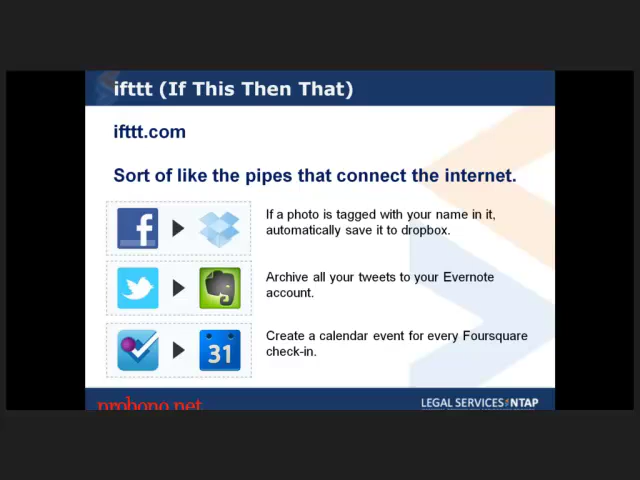 ifttt (If This Then That)
ifttt.com
Sort of like the pipes that connect the internet.
If a photo is tagged with your name in it,
automatically save it to dropbox.
Archive all your tweets to your Evernote
account.
31
Create a calendar event for every Foursquare
check-in.
probono.net
LEGAL SERVICES NTAP